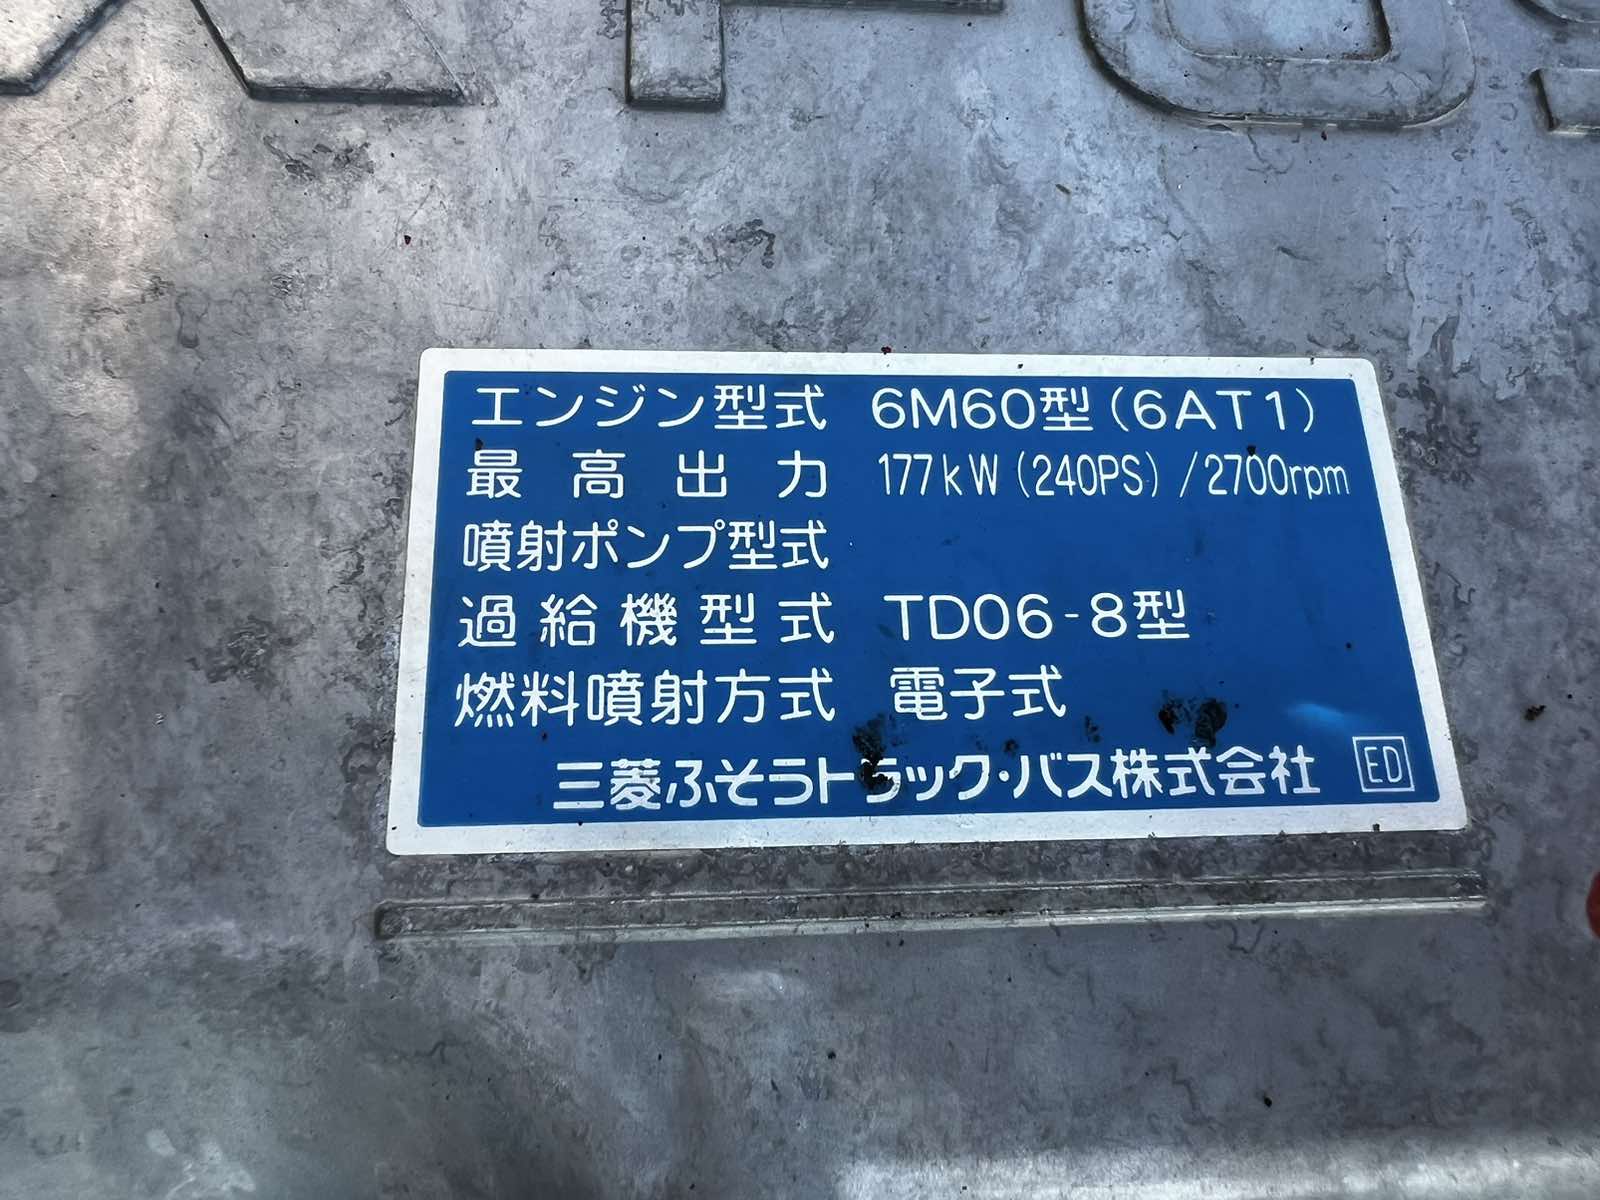 エンジン型式 6M60型(6AT1)
最高出力 177kW(240PS)/2700rpm
噴射ポンプ型式
過給機型式 TD06-8型
燃料噴射方式 電子式
三菱ふそうトラック・バス株式会社 ED